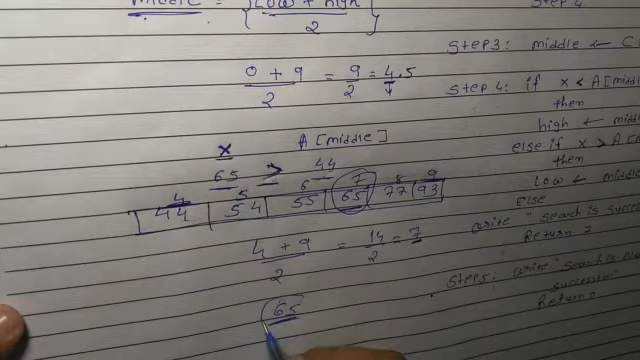 Middle = { Low + high / 2 }
0 + 9 / 2 = 9 / 2 = 4.5
x A [middle]
65 > 44
4 5 6 7 8 9
44 54 55 65 77 93
4 + 9 / 2 = 14 / 2 = 7
65
Step 4
Step3: middle ←
Step 4: if x < A[midd
then
high ← middle
else if x > A[m
then
Low ← middle
Else
write "search is succe
Return
Step5: write "search is
Return